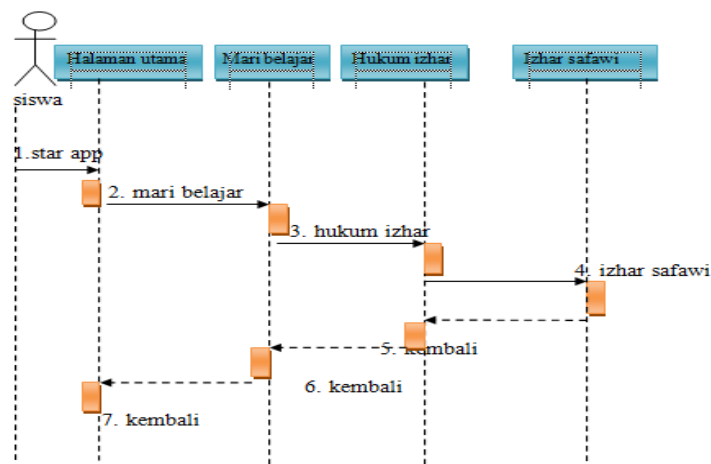 Halaman utama
Mari belajar
Hukum izhar
Izhar safawi
siswa
1.star app
2. mari belajar
3. hukum izhar
4. izhar safawi
5. kembali
6. kembali
7. kembali